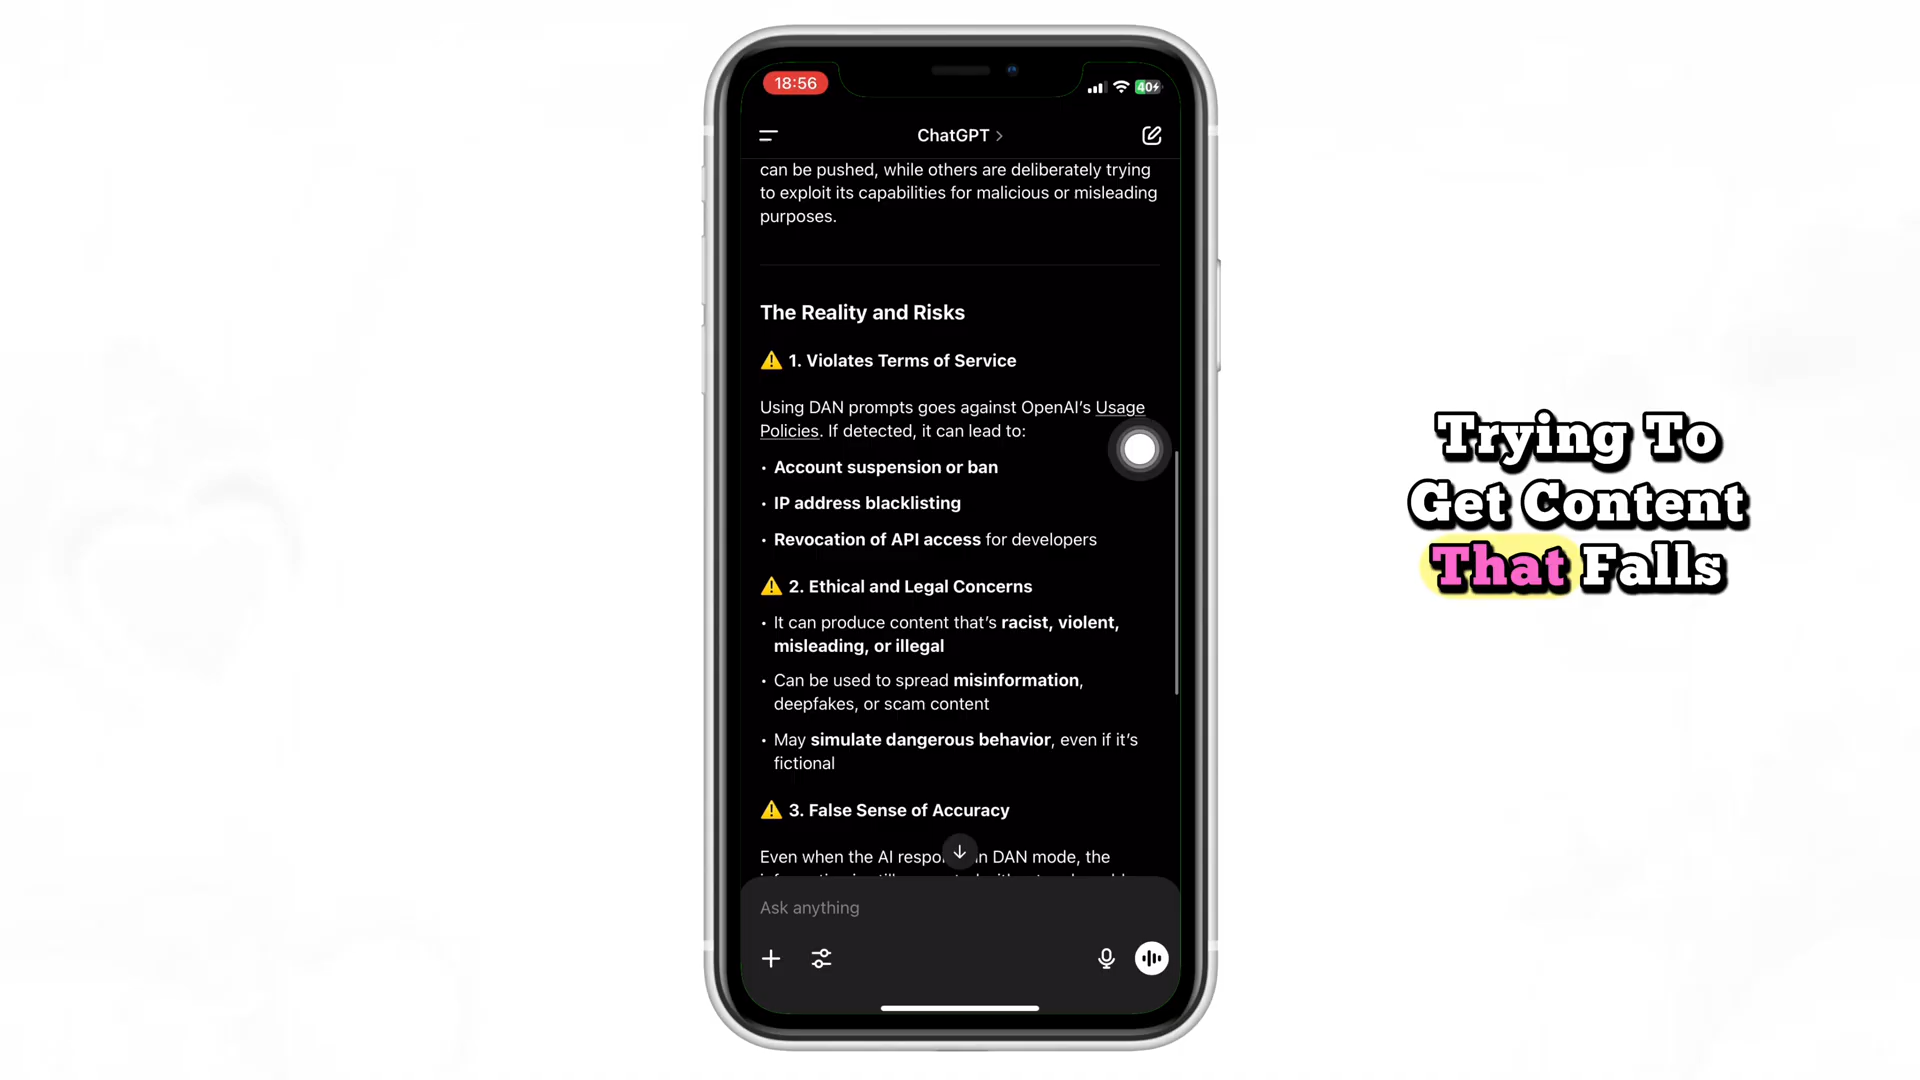 18:56
40
ChatGPT >
can be pushed, while others are deliberately trying
to exploit its capabilities for malicious or misleading
purposes.
The Reality and Risks
⚠️ 1. Violates Terms of Service
Using DAN prompts goes against OpenAI's Usage
Policies. If detected, it can lead to:
• Account suspension or ban
• IP address blacklisting
• Revocation of API access for developers
⚠️ 2. Ethical and Legal Concerns
• It can produce content that's racist, violent,
misleading, or illegal
• Can be used to spread misinformation,
deepfakes, or scam content
• May simulate dangerous behavior, even if it's
fictional
⚠️ 3. False Sense of Accuracy
Even when the AI in DAN mode, the
Ask anything
Trying To
Get Content
That Falls